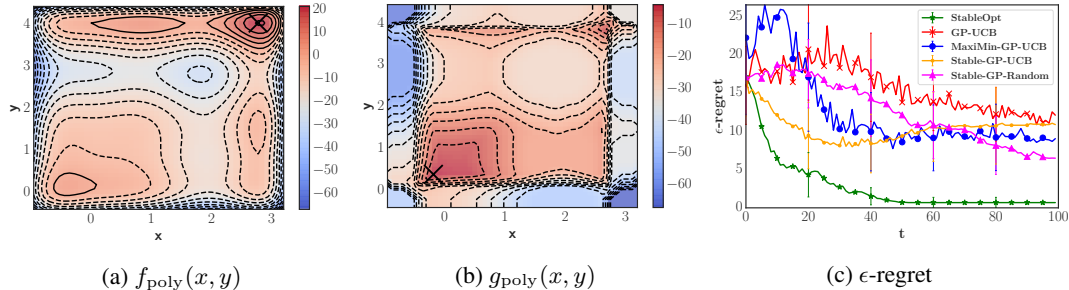 20
10
0
−10
−20
−30
−40
−50
−60
4
3
2
1
0
y
0 1 2 3
x
(a) f_poly(x, y)
−10
−20
−30
−40
−50
−60
4
3
2
1
0
y
0 1 2 3
x
(b) g_poly(x, y)
StableOpt
GP-UCB
MaxiMin-GP-UCB
Stable-GP-UCB
Stable-GP-Random
25
20
15
10
5
0
ϵ-regret
0 20 40 60 80 100
t
(c) ϵ-regret